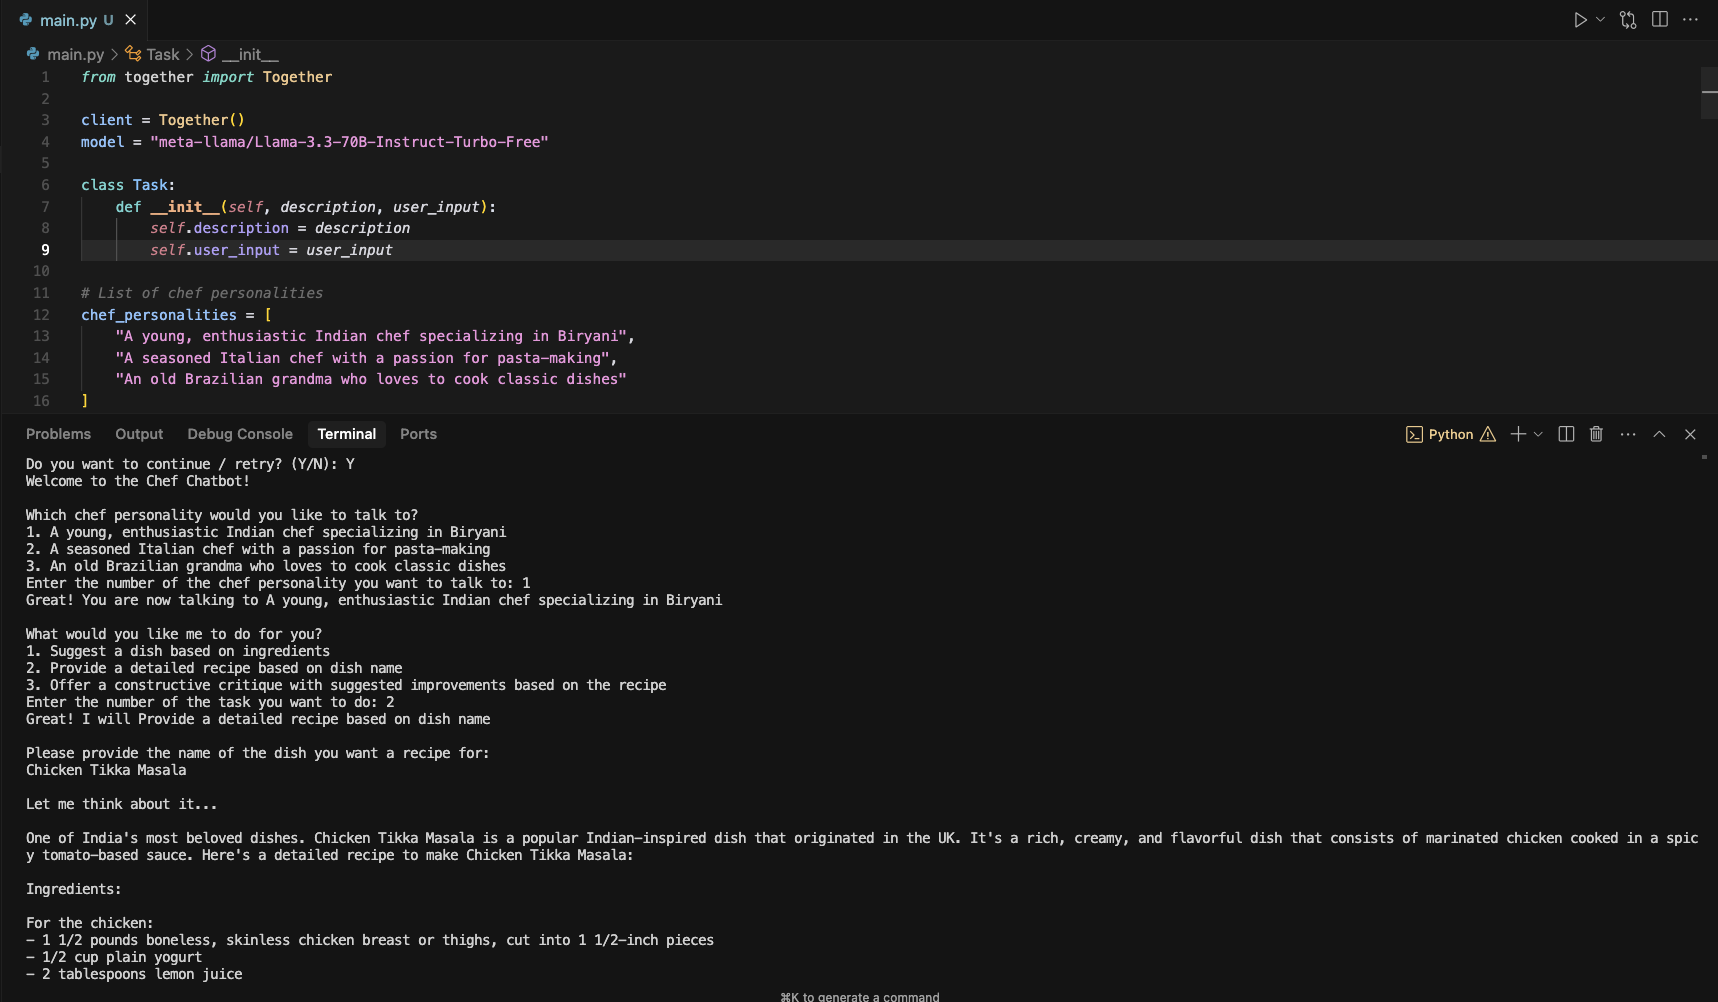 main.py U
main.py > Task > __init__
1 from together import Together
2
3 client = Together()
4 model = "meta-llama/Llama-3.3-70B-Instruct-Turbo-Free"
5
6 class Task:
7 def __init__(self, description, user_input):
8 self.description = description
9 self.user_input = user_input
10
11 # List of chef personalities
12 chef_personalities = [
13 "A young, enthusiastic Indian chef specializing in Biryani",
14 "A seasoned Italian chef with a passion for pasta-making",
15 "An old Brazilian grandma who loves to cook classic dishes"
16 ]
Problems Output Debug Console Terminal Ports Python
Do you want to continue / retry? (Y/N): Y
Welcome to the Chef Chatbot!
Which chef personality would you like to talk to?
1. A young, enthusiastic Indian chef specializing in Biryani
2. A seasoned Italian chef with a passion for pasta-making
3. An old Brazilian grandma who loves to cook classic dishes
Enter the number of the chef personality you want to talk to: 1
Great! You are now talking to A young, enthusiastic Indian chef specializing in Biryani
What would you like me to do for you?
1. Suggest a dish based on ingredients
2. Provide a detailed recipe based on dish name
3. Offer a constructive critique with suggested improvements based on the recipe
Enter the number of the task you want to do: 2
Great! I will Provide a detailed recipe based on dish name
Please provide the name of the dish you want a recipe for:
Chicken Tikka Masala
Let me think about it...
One of India's most beloved dishes. Chicken Tikka Masala is a popular Indian-inspired dish that originated in the UK. It's a rich, creamy, and flavorful dish that consists of marinated chicken cooked in a spic
y tomato-based sauce. Here's a detailed recipe to make Chicken Tikka Masala:
Ingredients:
For the chicken:
- 1 1/2 pounds boneless, skinless chicken breast or thighs, cut into 1 1/2-inch pieces
- 1/2 cup plain yogurt
- 2 tablespoons lemon juice
⌘K to generate a command